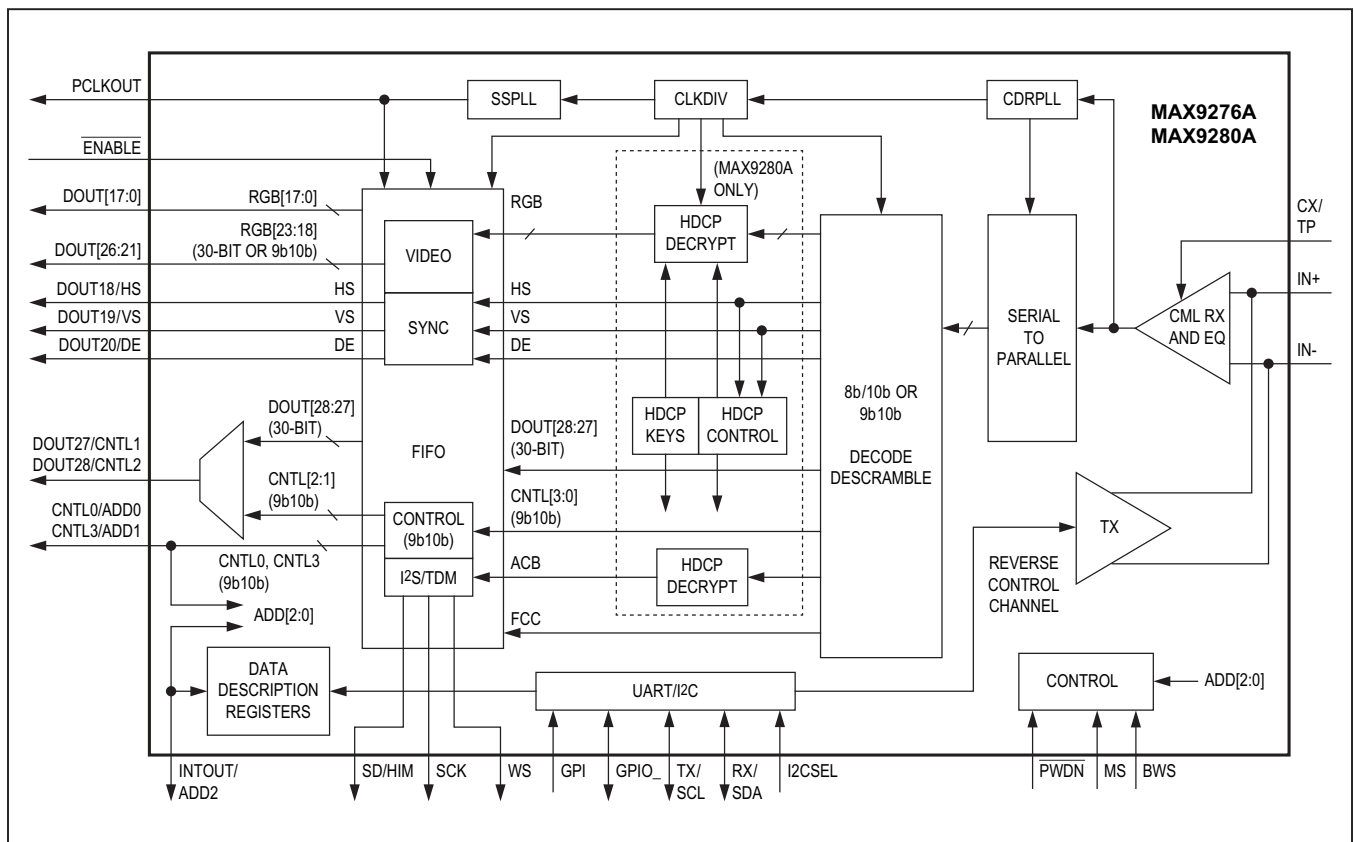 PCLKOUT
SSPLL
CLKDIV
CDRPLL
MAX9276A
MAX9280A
ENABLE
DOUT[17:0]
RGB[17:0]
RGB
(MAX9280A
ONLY)
HDCP
DECRYPT
CX/
TP
DOUT[26:21]
RGB[23:18]
(30-BIT OR 9b10b)
VIDEO
IN+
DOUT18/HS
HS
HS
DOUT19/VS
VS
SYNC
VS
DOUT20/DE
DE
DE
SERIAL
TO
PARALLEL
CML RX
AND EQ
IN-
DOUT[28:27]
(30-BIT)
HDCP
KEYS
HDCP
CONTROL
8b/10b OR
9b10b
DECODE
DESCRAMBLE
DOUT[28:27]
(30-BIT)
FIFO
DOUT27/CNTL1
DOUT28/CNTL2
CNTL[2:1]
(9b10b)
CNTL[3:0]
(9b10b)
CNTL0/ADD0
CNTL3/ADD1
CONTROL
(9b10b)
TX
CNTL0, CNTL3
(9b10b)
I2S/TDM
ACB
HDCP
DECRYPT
REVERSE
CONTROL
CHANNEL
ADD[2:0]
FCC
DATA
DESCRIPTION
REGISTERS
UART/I2C
CONTROL
ADD[2:0]
INTOUT/
ADD2
SD/HIM
SCK
WS
GPI
GPIO_
TX/
SCL
RX/
SDA
I2CSEL
PWDN
MS
BWS